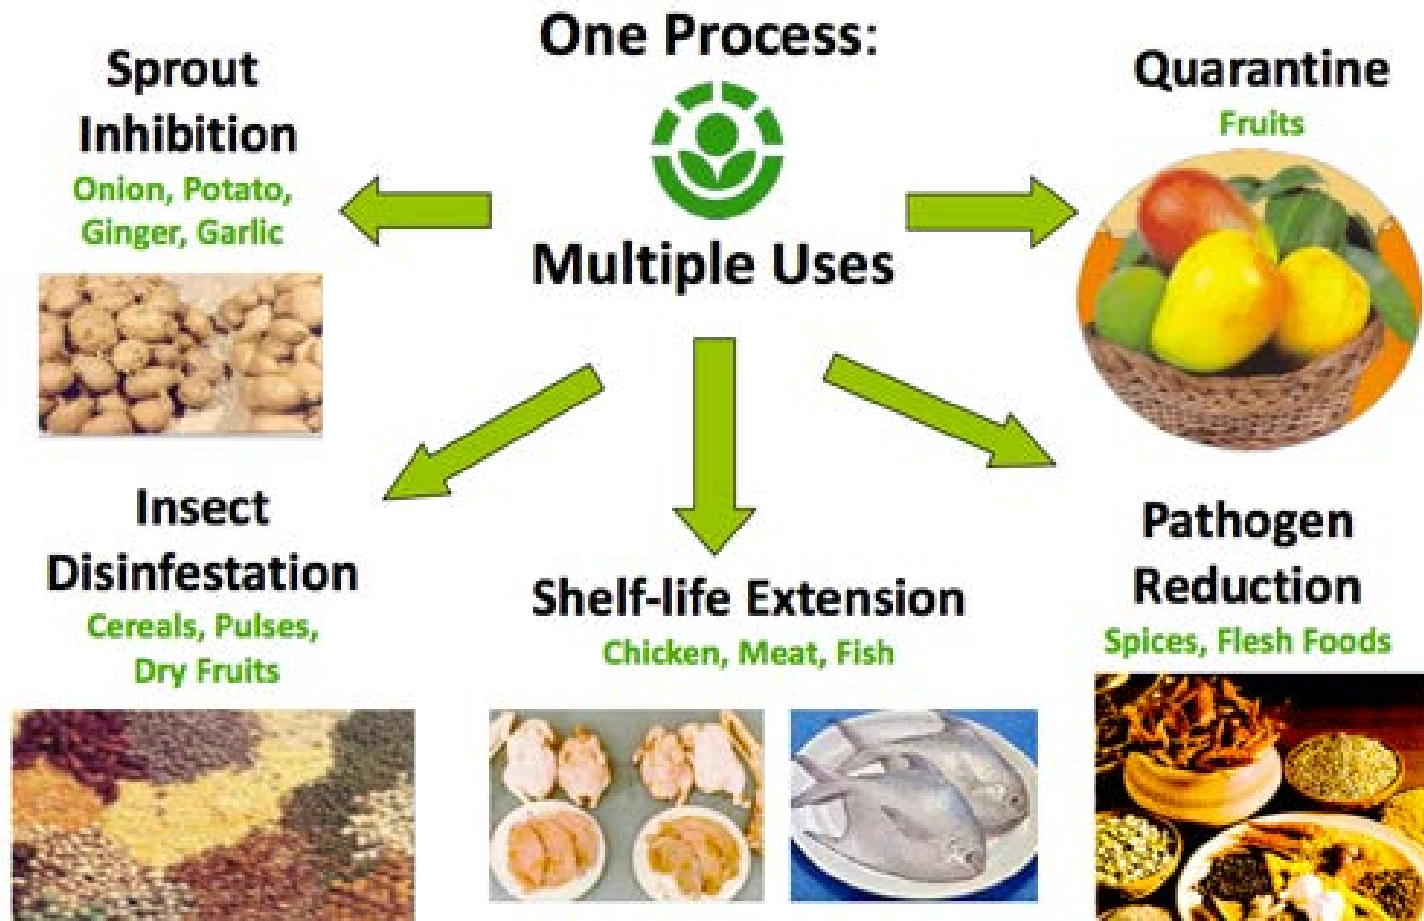 One Process:
Multiple Uses
Sprout
Inhibition
Onion, Potato,
Ginger, Garlic
Quarantine
Fruits
Insect
Disinfestation
Cereals, Pulses,
Dry Fruits
Shelf-life Extension
Chicken, Meat, Fish
Pathogen
Reduction
Spices, Flesh Foods